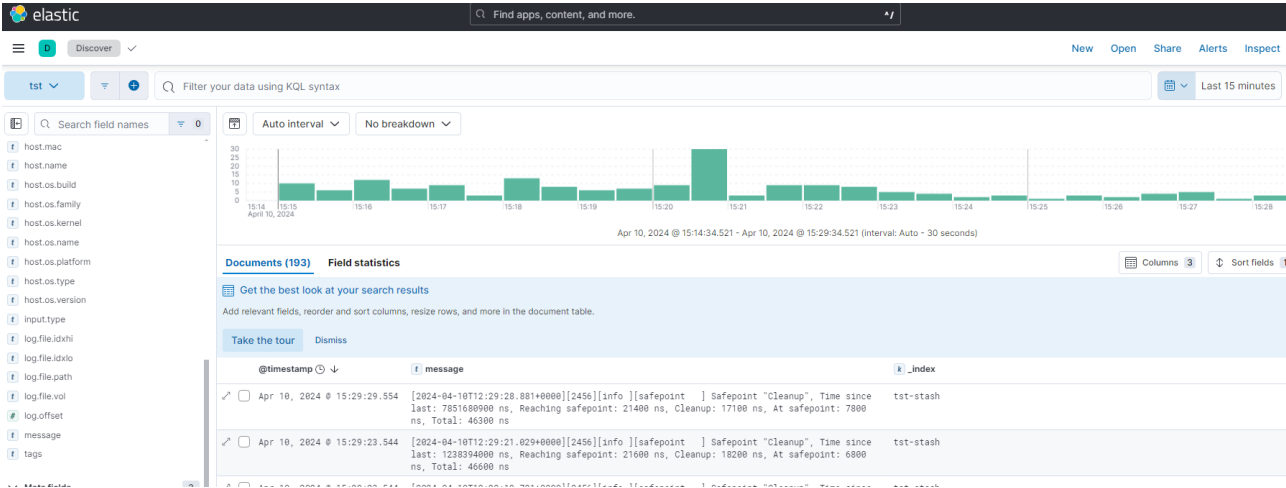 elastic
Find apps, content, and more.
^/
D
Discover
New
Open
Share
Alerts
Inspect
tst
Filter your data using KQL syntax
Last 15 minutes
Search field names
0
Auto interval
No breakdown
t host.mac
t host.name
t host.os.build
t host.os.family
t host.os.kernel
t host.os.name
t host.os.platform
t host.os.type
t host.os.version
t input.type
t log.file.idxhi
t log.file.idxlo
t log.file.path
t log.file.vol
# log.offset
t message
t tags
30
25
20
15
10
5
0
15:14 15:15 15:16 15:17 15:18 15:19 15:20 15:21 15:22 15:23 15:24 15:25 15:26 15:27 15:28
April 10, 2024
Apr 10, 2024 @ 15:14:34.521 - Apr 10, 2024 @ 15:29:34.521 (interval: Auto - 30 seconds)
Documents (193)
Field statistics
Columns 3
Sort fields 1
Get the best look at your search results
Add relevant fields, reorder and sort columns, resize rows, and more in the document table.
Take the tour
Dismiss
@timestamp
t message
k _index
Apr 10, 2024 @ 15:29:29.554 [2024-04-10T12:29:28.881+0000][2456][info ][safepoint   ] Safepoint "Cleanup", Time since tst-stash
last: 7851680900 ns, Reaching safepoint: 21400 ns, Cleanup: 17100 ns, At safepoint: 7800
ns, Total: 46300 ns
Apr 10, 2024 @ 15:29:23.544 [2024-04-10T12:29:21.029+0000][2456][info ][safepoint   ] Safepoint "Cleanup", Time since tst-stash
last: 1238394000 ns, Reaching safepoint: 21600 ns, Cleanup: 18200 ns, At safepoint: 6800
ns, Total: 46600 ns